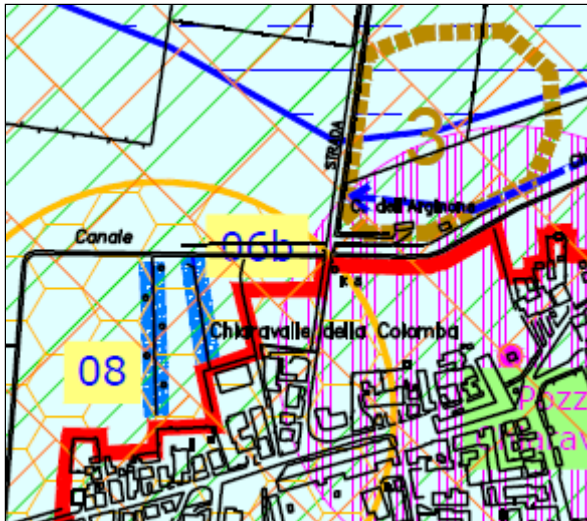 STRADA
3
C. dell'Arginone
Canale
06b
Chiaravalle della Colomba
08
Pozz